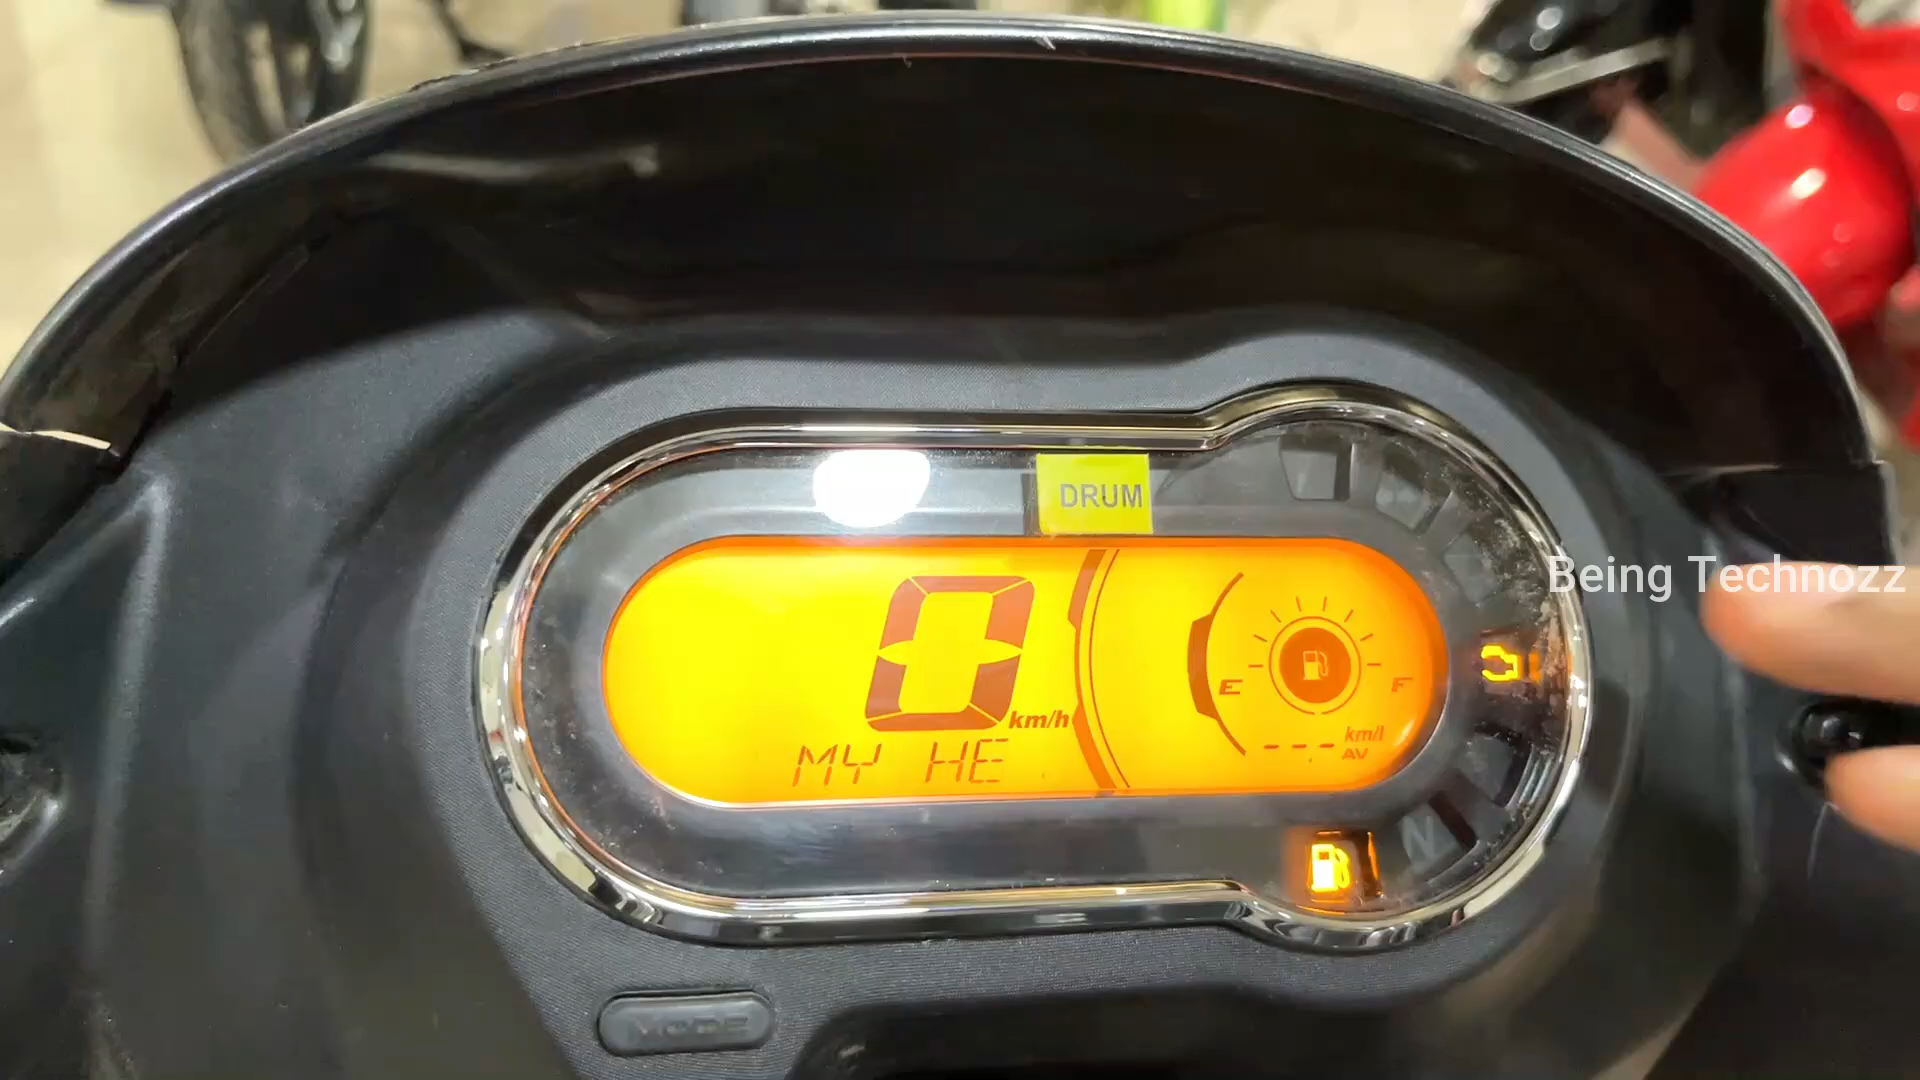 DRUM
Being Technozz
0
km/h
MY HE
E
F
km/l
---
AV
N
MODE